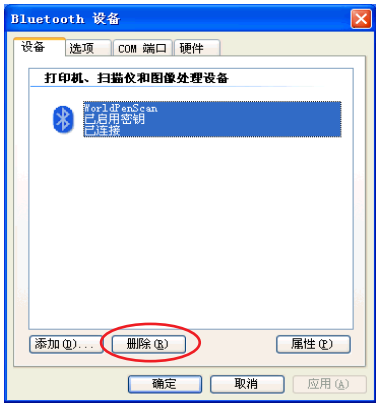 Bluetooth 设备
设备 选项 COM 端口 硬件
打印机、扫描仪和图像处理设备
WorldPenScan
已启用密钥
已连接
添加(D)... 删除(R) 属性(P)
确定 取消 应用(A)